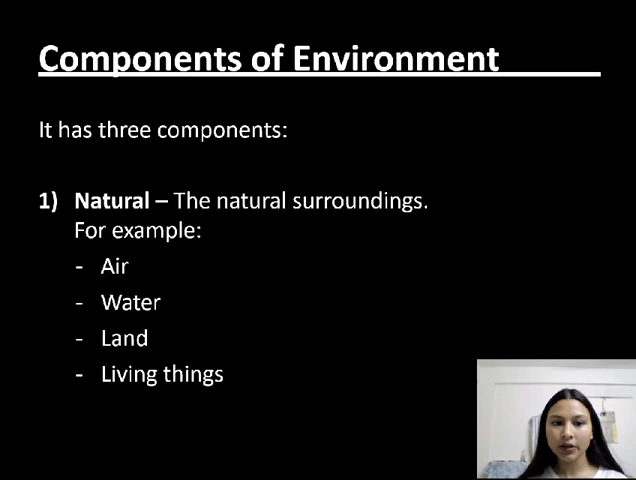 Components of Environment
It has three components:
1) Natural – The natural surroundings.
For example:
- Air
- Water
- Land
- Living things